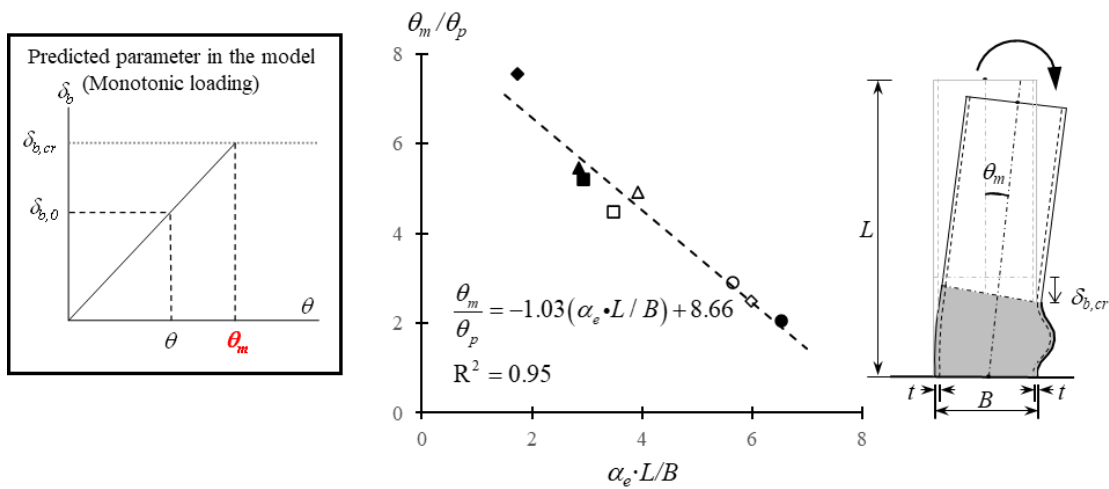 Predicted parameter in the model
(Monotonic loading)
δb
δb,cr
δb,0
θ
θ
θm
θm/θp
8
6
4
2
0
0
2
4
6
8
θm/θp = −1.03(αe•L/B)+8.66
R² = 0.95
αe·L/B
θm
L
δb,cr
t
B
t